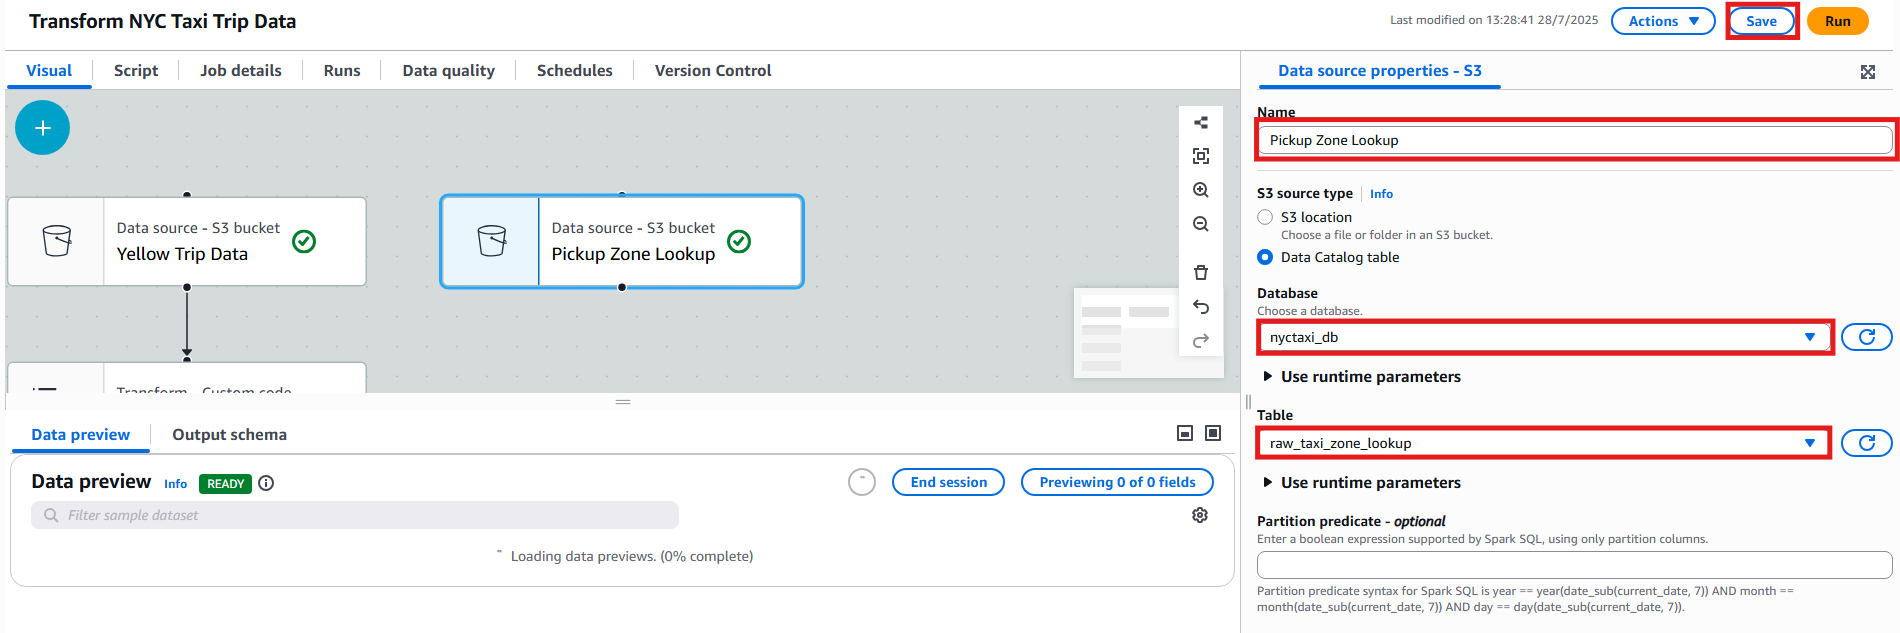 Transform NYC Taxi Trip Data
Last modified on 13:28:41 28/7/2025
Actions
Save
Run
Visual
Script
Job details
Runs
Data quality
Schedules
Version Control
Data source - S3 bucket
Yellow Trip Data
Data source - S3 bucket
Pickup Zone Lookup
Transform - Custom code
Data preview
Output schema
Data preview
Info
READY
End session
Previewing 0 of 0 fields
Filter sample dataset
Loading data previews. (0% complete)
Data source properties - S3
Name
Pickup Zone Lookup
S3 source type
Info
S3 location
Choose a file or folder in an S3 bucket.
Data Catalog table
Database
Choose a database.
nyctaxi_db
Use runtime parameters
Table
raw_taxi_zone_lookup
Use runtime parameters
Partition predicate - optional
Enter a boolean expression supported by Spark SQL, using only partition columns.
Partition predicate syntax for Spark SQL is year == year(date_sub(current_date, 7)) AND month ==
month(date_sub(current_date, 7)) AND day == day(date_sub(current_date, 7)).